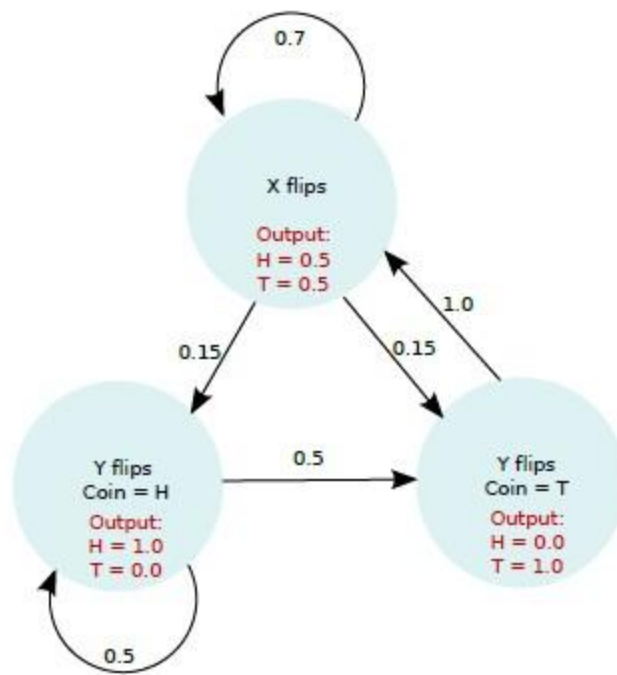 0.7
X flips
Output:
H = 0.5
T = 0.5
1.0
0.15
0.15
Y flips
Coin = H
Output:
H = 1.0
T = 0.0
0.5
Y flips
Coin = T
Output:
H = 0.0
T = 1.0
0.5